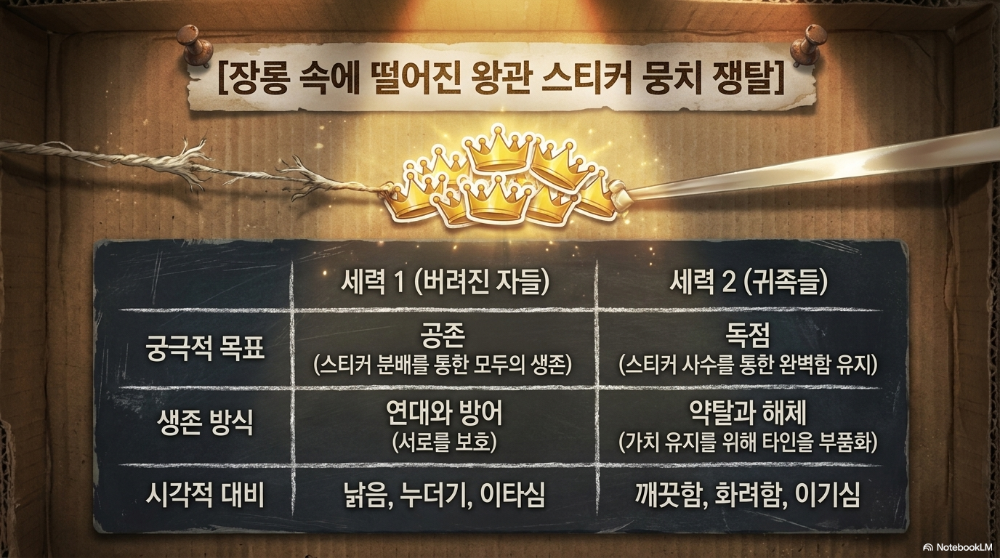 [장롱 속에 떨어진 왕관 스티커 뭉치 쟁탈]
세력 1 (버려진 자들)
세력 2 (귀족들)
궁극적 목표
공존
(스티커 분배를 통한 모두의 생존)
독점
(스티커 사수를 통한 완벽함 유지)
생존 방식
연대와 방어
(서로를 보호)
약탈과 해체
(가치 유지를 위해 타인을 부품화)
시각적 대비
낡음, 누더기, 이타심
깨끗함, 화려함, 이기심
NotebookLM